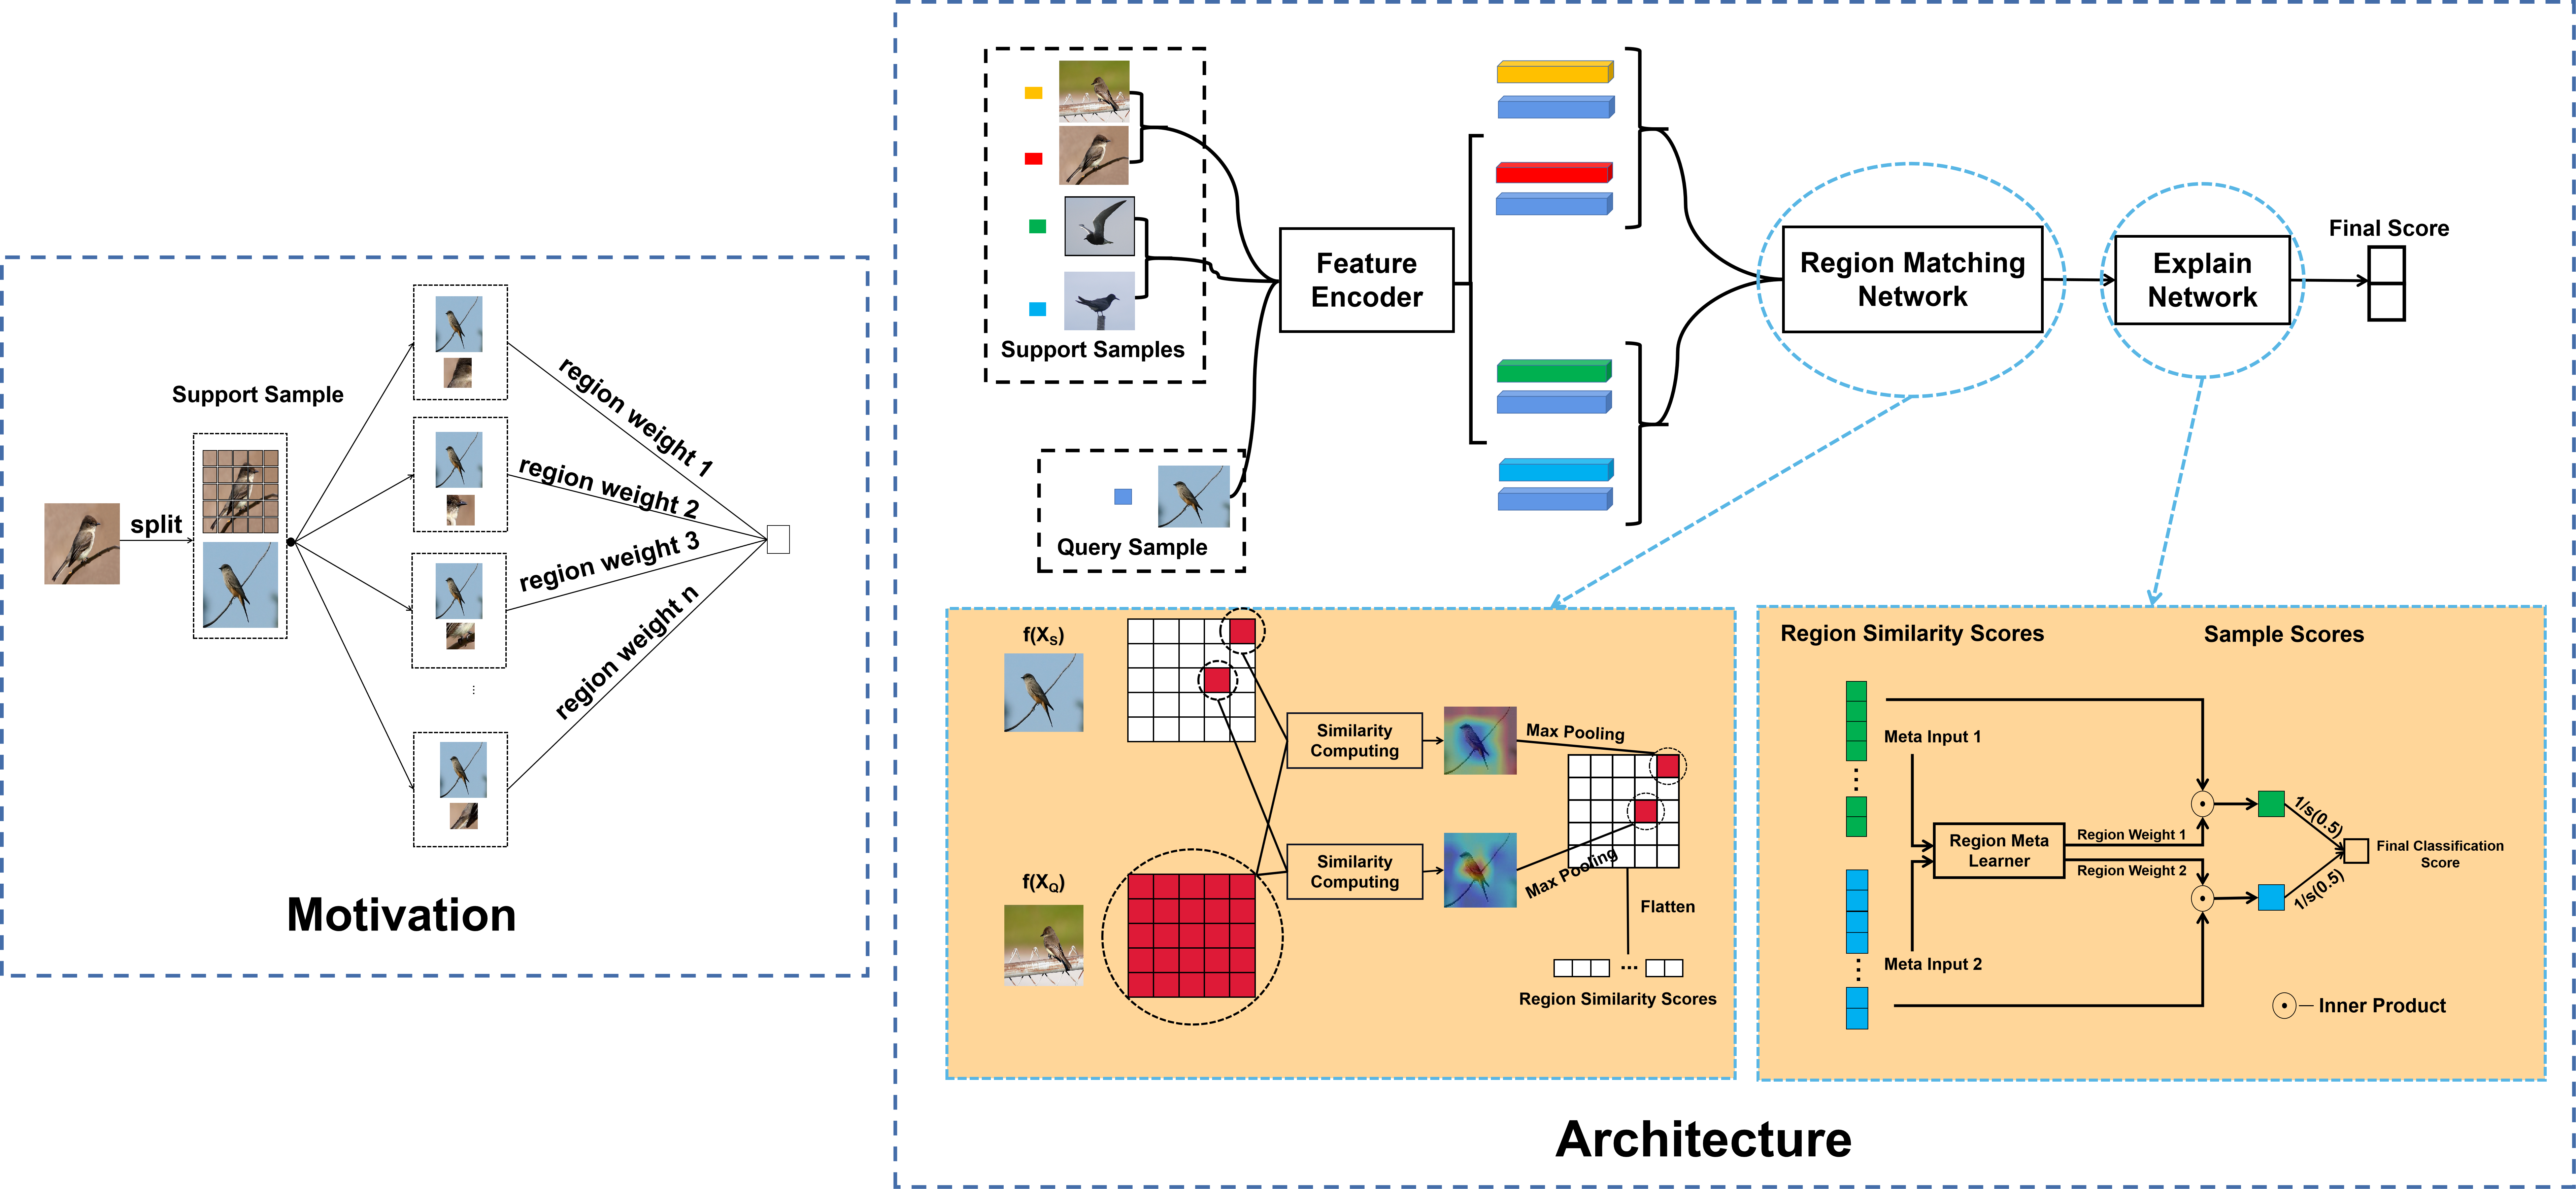 Support Sample
split
region weight 1
region weight 2
region weight 3
region weight n
⋮
Motivation
Support Samples
Query Sample
Feature
Encoder
Region Matching
Network
Explain
Network
Final Score
f(X_S)
f(X_Q)
Similarity
Computing
Similarity
Computing
Max Pooling
Max Pooling
Flatten
...
Region Similarity Scores
Region Similarity Scores
Sample Scores
Meta Input 1
Region Meta
Learner
Region Weight 1
Region Weight 2
1/s(0.5)
1/s(0.5)
Final Classification
Score
Meta Input 2
Inner Product
Architecture